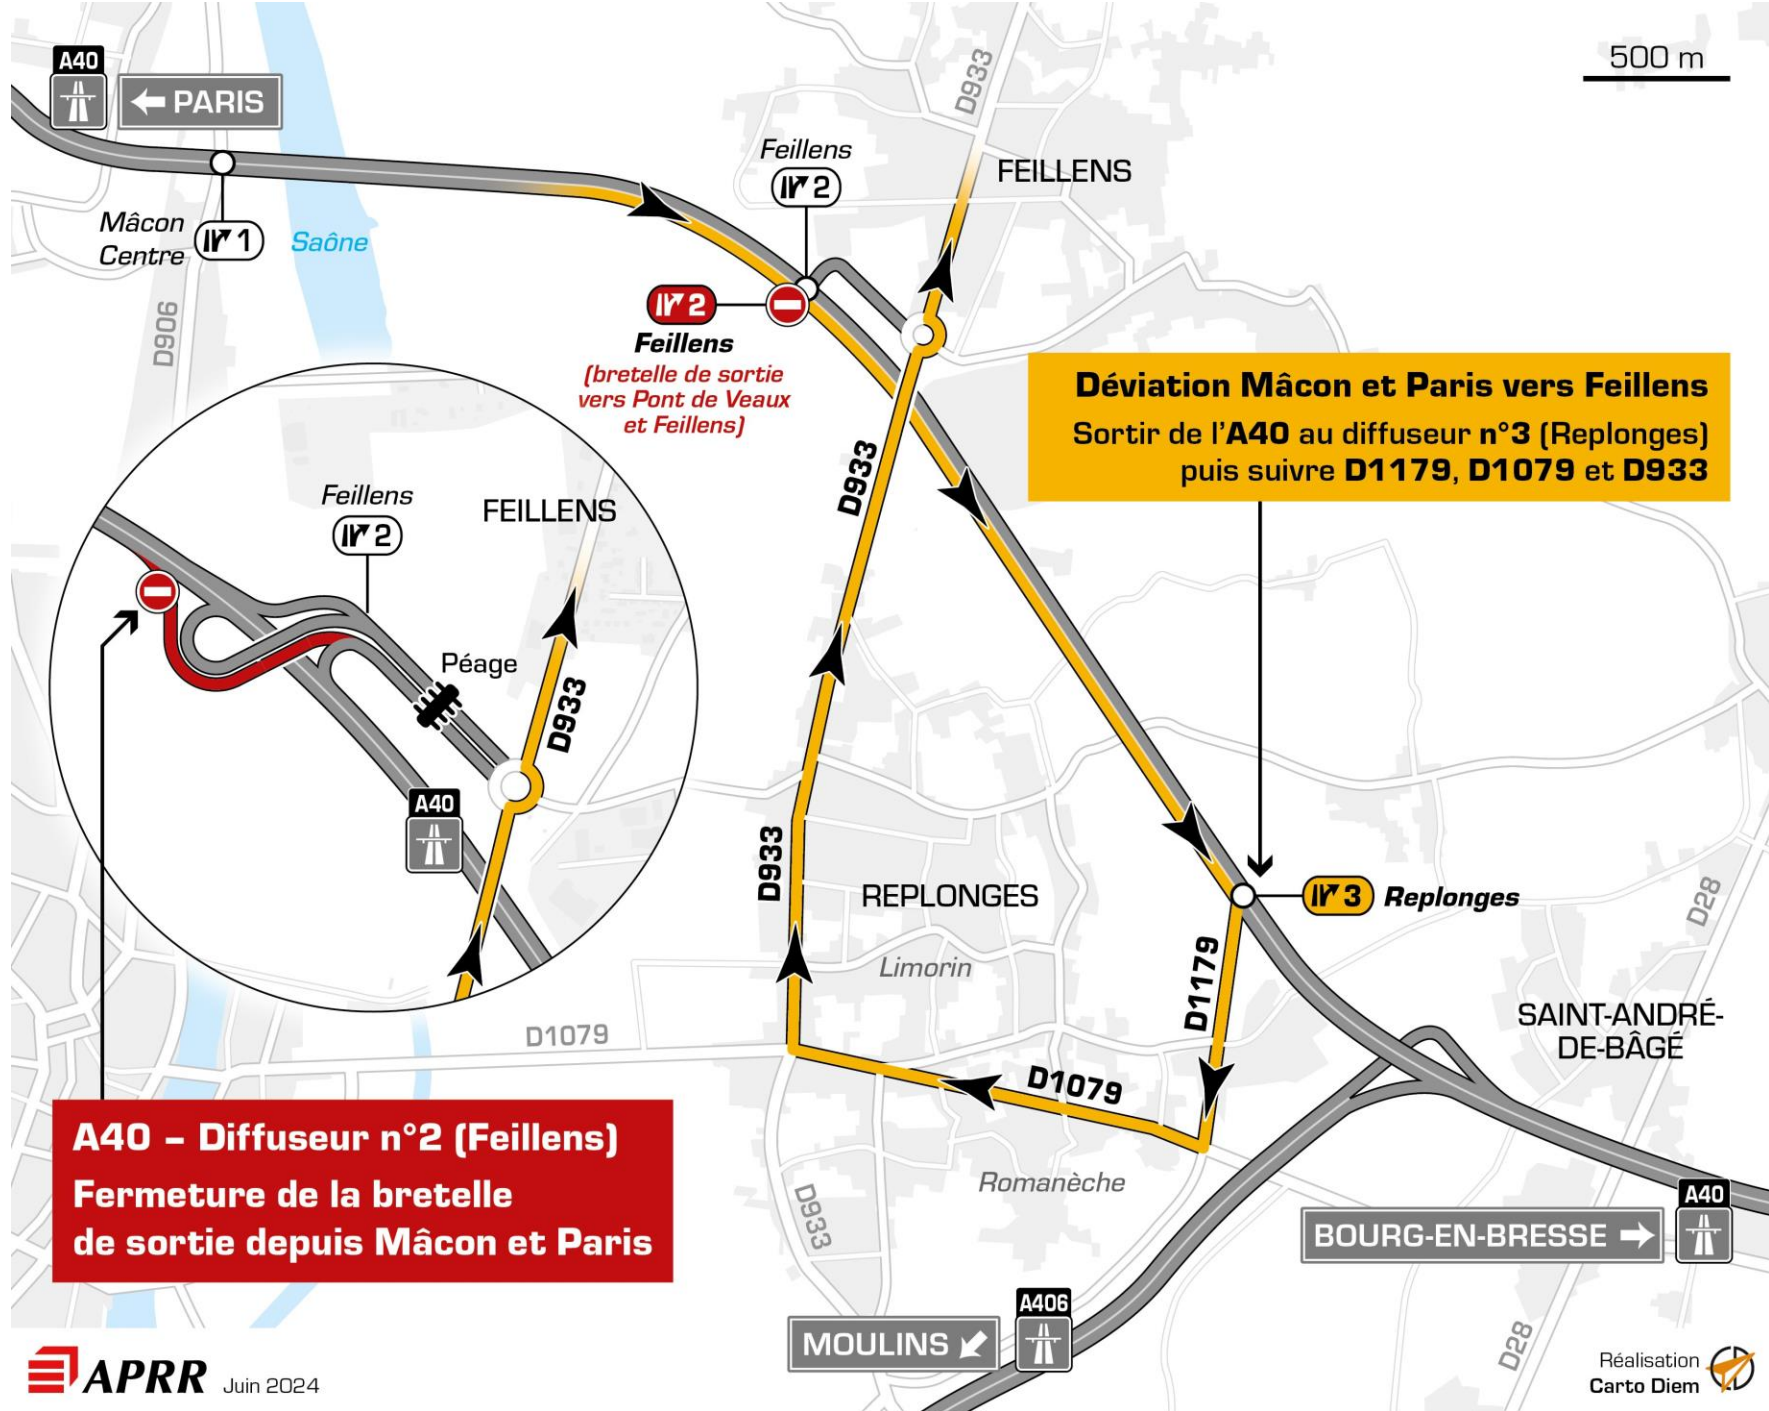 A40
← PARIS
500 m
D933
Feillens
2
FEILLENS
Mâcon
Centre
1
Saône
D906
2
Feillens
(bretelle de sortie
vers Pont de Veaux
et Feillens)
Déviation Mâcon et Paris vers Feillens
Sortir de l'A40 au diffuseur n°3 (Replonges)
puis suivre D1179, D1079 et D933
D933
Feillens
2
FEILLENS
Péage
D933
A40
D933
REPLONGES
3 Replonges
D28
Limorin
D1179
SAINT-ANDRÉ-
DE-BÂGÉ
D1079
D1079
A40 – Diffuseur n°2 (Feillens)
Fermeture de la bretelle
de sortie depuis Mâcon et Paris
Romanèche
D933
A40
BOURG-EN-BRESSE →
A406
MOULINS ↙
D28
APRR Juin 2024
Réalisation
Carto Diem